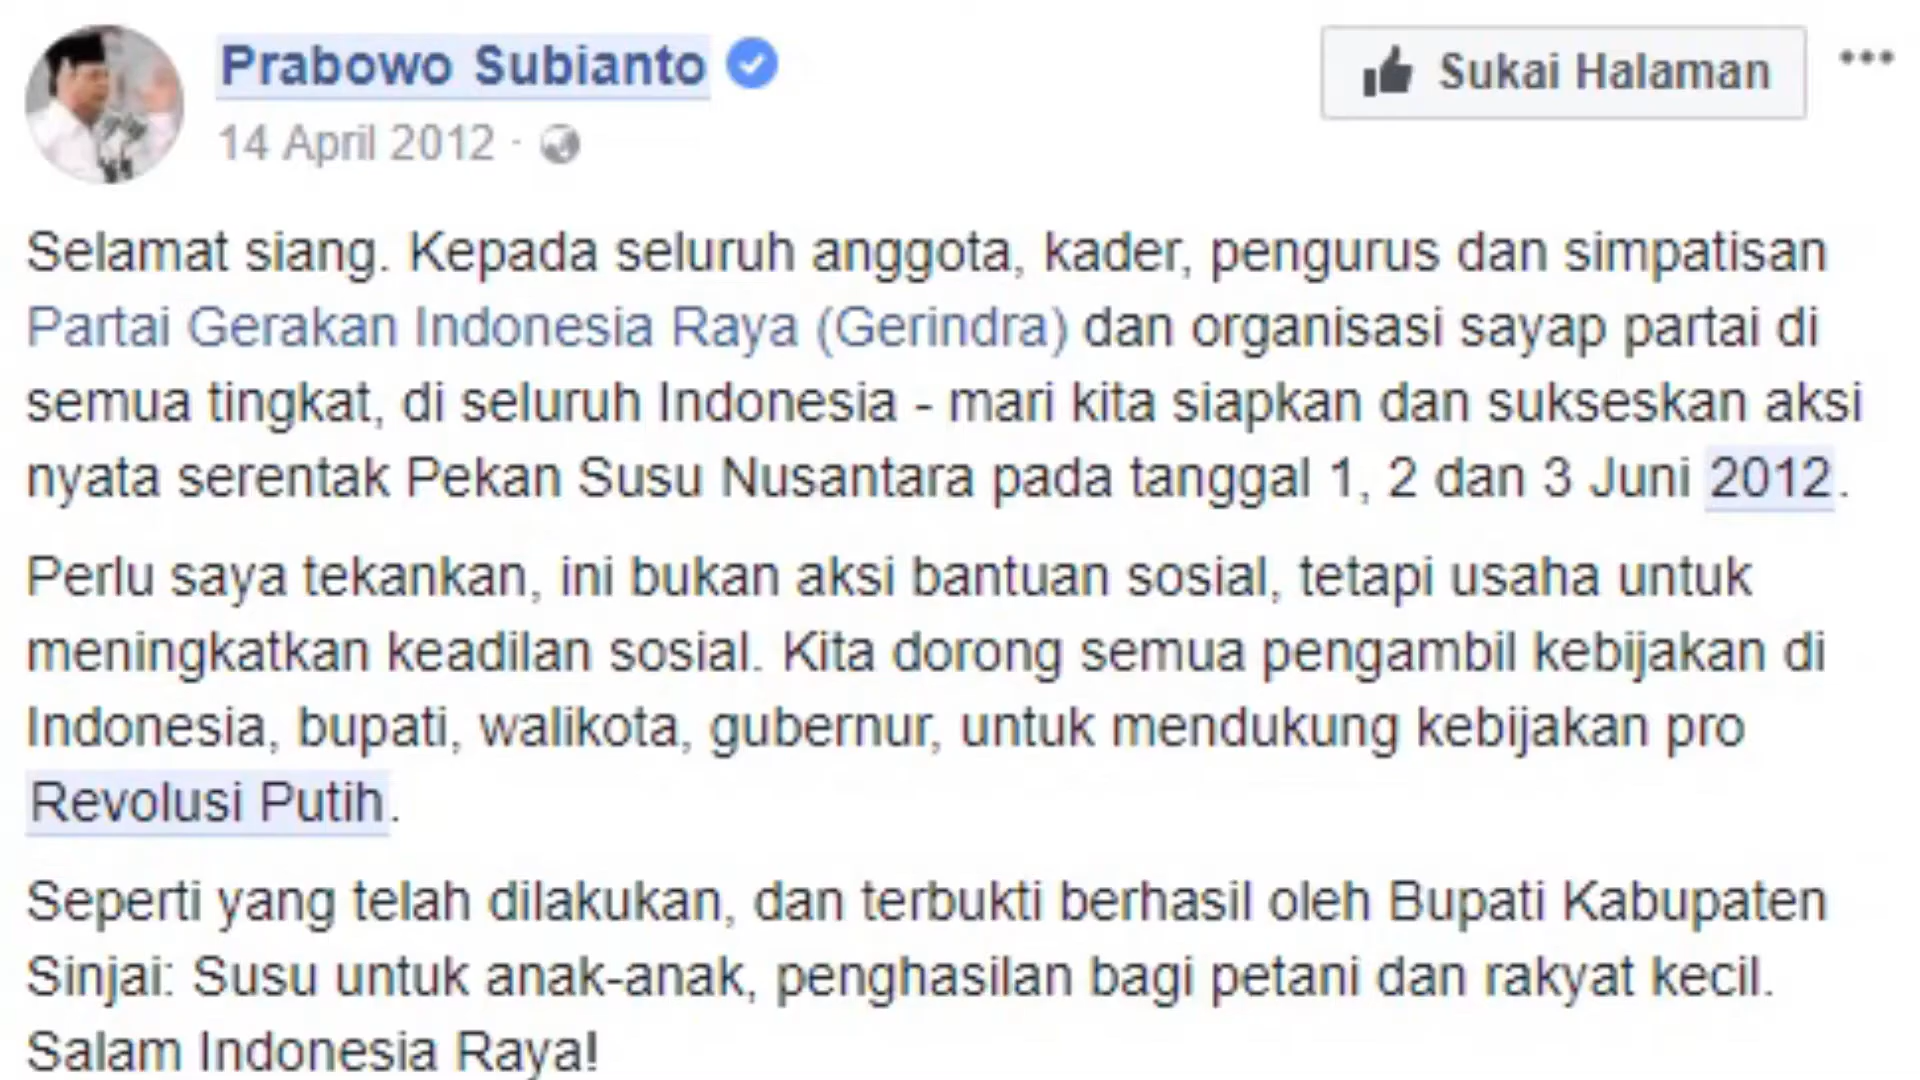 Prabowo Subianto
Sukai Halaman
14 April 2012 ·
Selamat siang. Kepada seluruh anggota, kader, pengurus dan simpatisan
Partai Gerakan Indonesia Raya (Gerindra) dan organisasi sayap partai di
semua tingkat, di seluruh Indonesia - mari kita siapkan dan sukseskan aksi
nyata serentak Pekan Susu Nusantara pada tanggal 1, 2 dan 3 Juni 2012.
Perlu saya tekankan, ini bukan aksi bantuan sosial, tetapi usaha untuk
meningkatkan keadilan sosial. Kita dorong semua pengambil kebijakan di
Indonesia, bupati, walikota, gubernur, untuk mendukung kebijakan pro
Revolusi Putih.
Seperti yang telah dilakukan, dan terbukti berhasil oleh Bupati Kabupaten
Sinjai: Susu untuk anak-anak, penghasilan bagi petani dan rakyat kecil.
Salam Indonesia Raya!